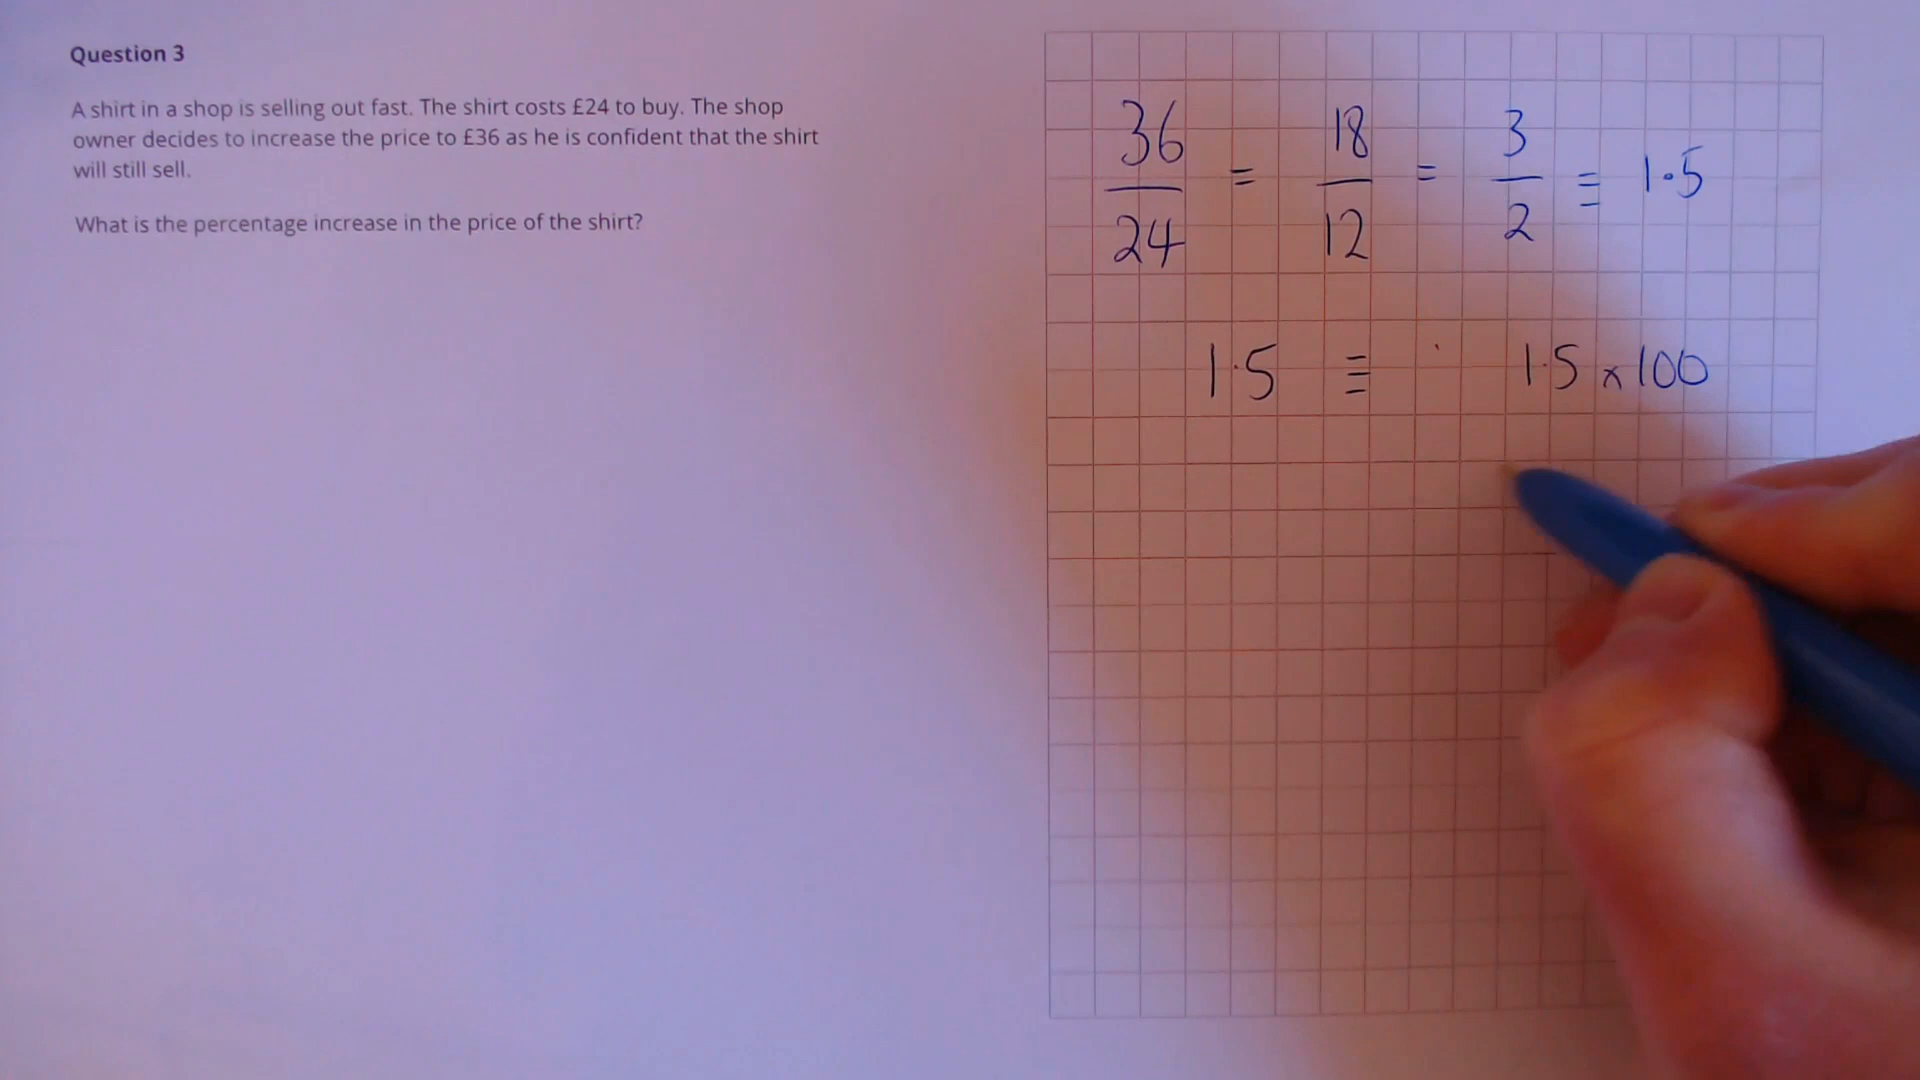 Question 3
A shirt in a shop is selling out fast. The shirt costs £24 to buy. The shop
owner decides to increase the price to £36 as he is confident that the shirt
will still sell.
What is the percentage increase in the price of the shirt?
36/24 = 18/12 = 3/2 ≡ 1·5
1·5 ≡ 1·5 × 100